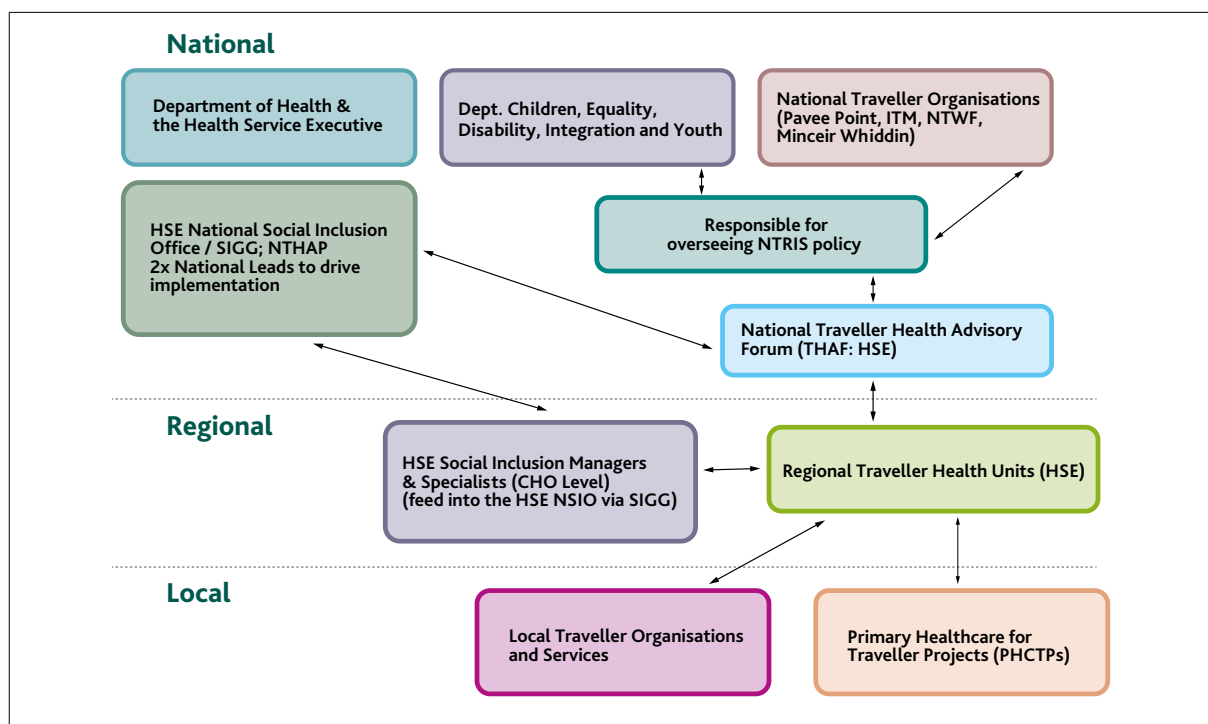 National
Department of Health &
the Health Service Executive
Dept. Children, Equality,
Disability, Integration and Youth
National Traveller Organisations
(Pavee Point, ITM, NTWF,
Minceir Whiddin)
HSE National Social Inclusion
Office / SIGG; NTHAP
2x National Leads to drive
implementation
Responsible for
overseeing NTRIS policy
National Traveller Health Advisory
Forum (THAF: HSE)
Regional
HSE Social Inclusion Managers
& Specialists (CHO Level)
(feed into the HSE NSIO via SIGG)
Regional Traveller Health Units (HSE)
Local
Local Traveller Organisations
and Services
Primary Healthcare for
Traveller Projects (PHCTPs)